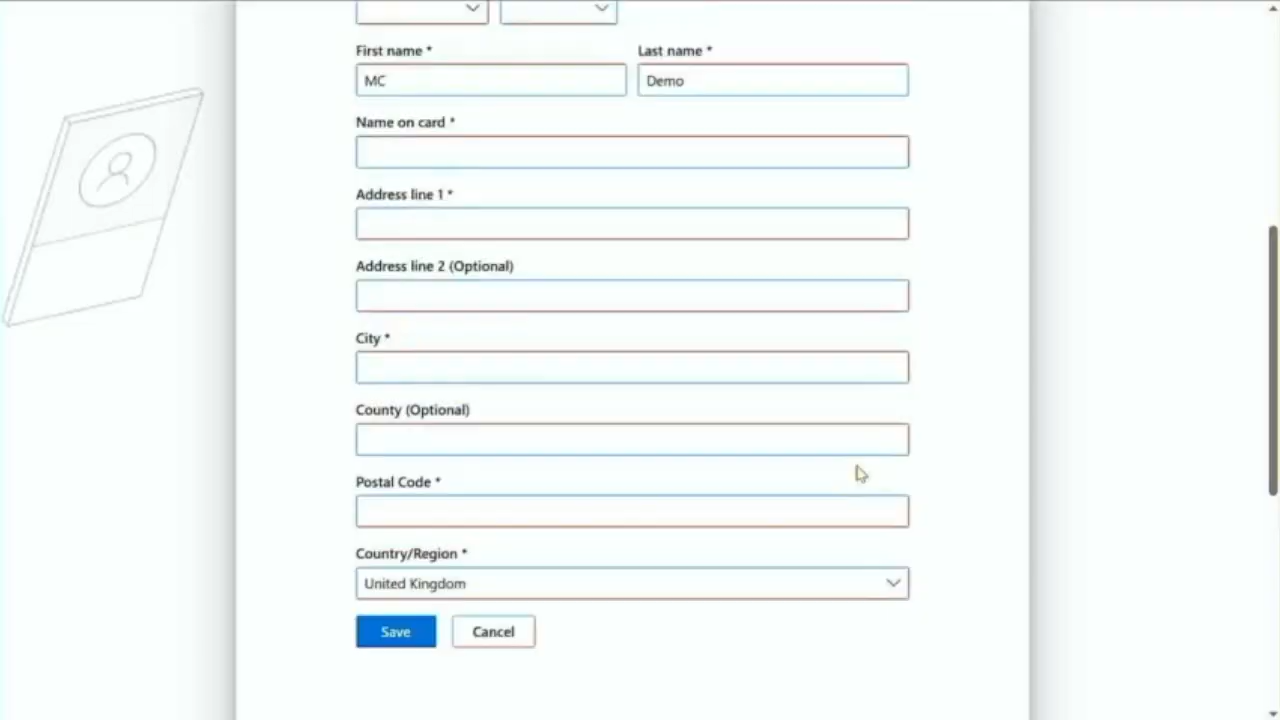 First name * Last name *
MC Demo
Name on card *
Address line 1 *
Address line 2 (Optional)
City *
County (Optional)
Postal Code *
Country/Region *
United Kingdom
Save Cancel